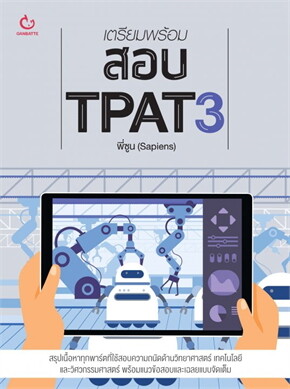 GANBATTE
เตรียมพร้อม
สอบ
TPAT3
พี่ซูน (Sapiens)
สรุปเนื้อหาทุกพาร์ตที่ใช้สอบความถนัดด้านวิทยาศาสตร์ เทคโนโลยี
และวิศวกรรมศาสตร์ พร้อมแนวข้อสอบและเฉลยแบบจัดเต็ม